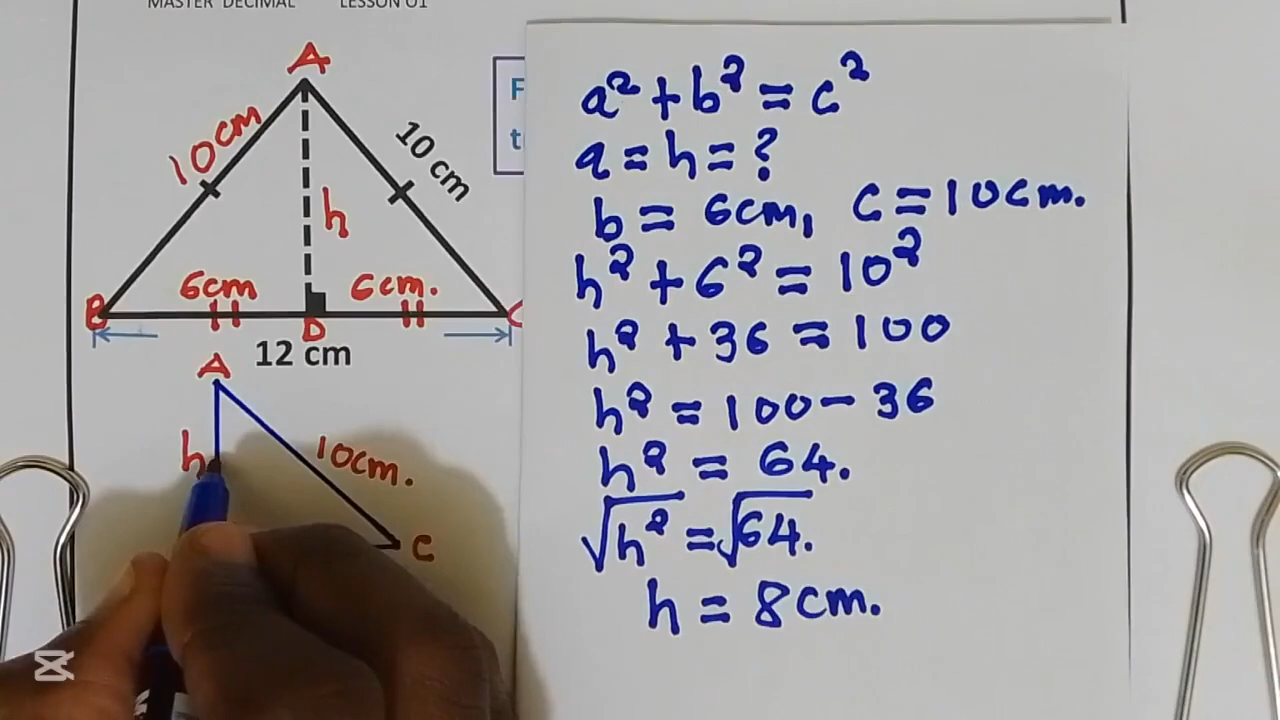 MASTER DECIMAL LESSON 01
A
10cm
10 cm
h
6cm
6cm.
B
D
C
12 cm
A
h
10cm.
C
F
t
a² + b² = c²
a = h = ?
b = 6cm, c = 10cm.
h² + 6² = 10²
h² + 36 = 100
h² = 100 - 36
h² = 64.
√h² = √64.
h = 8cm.